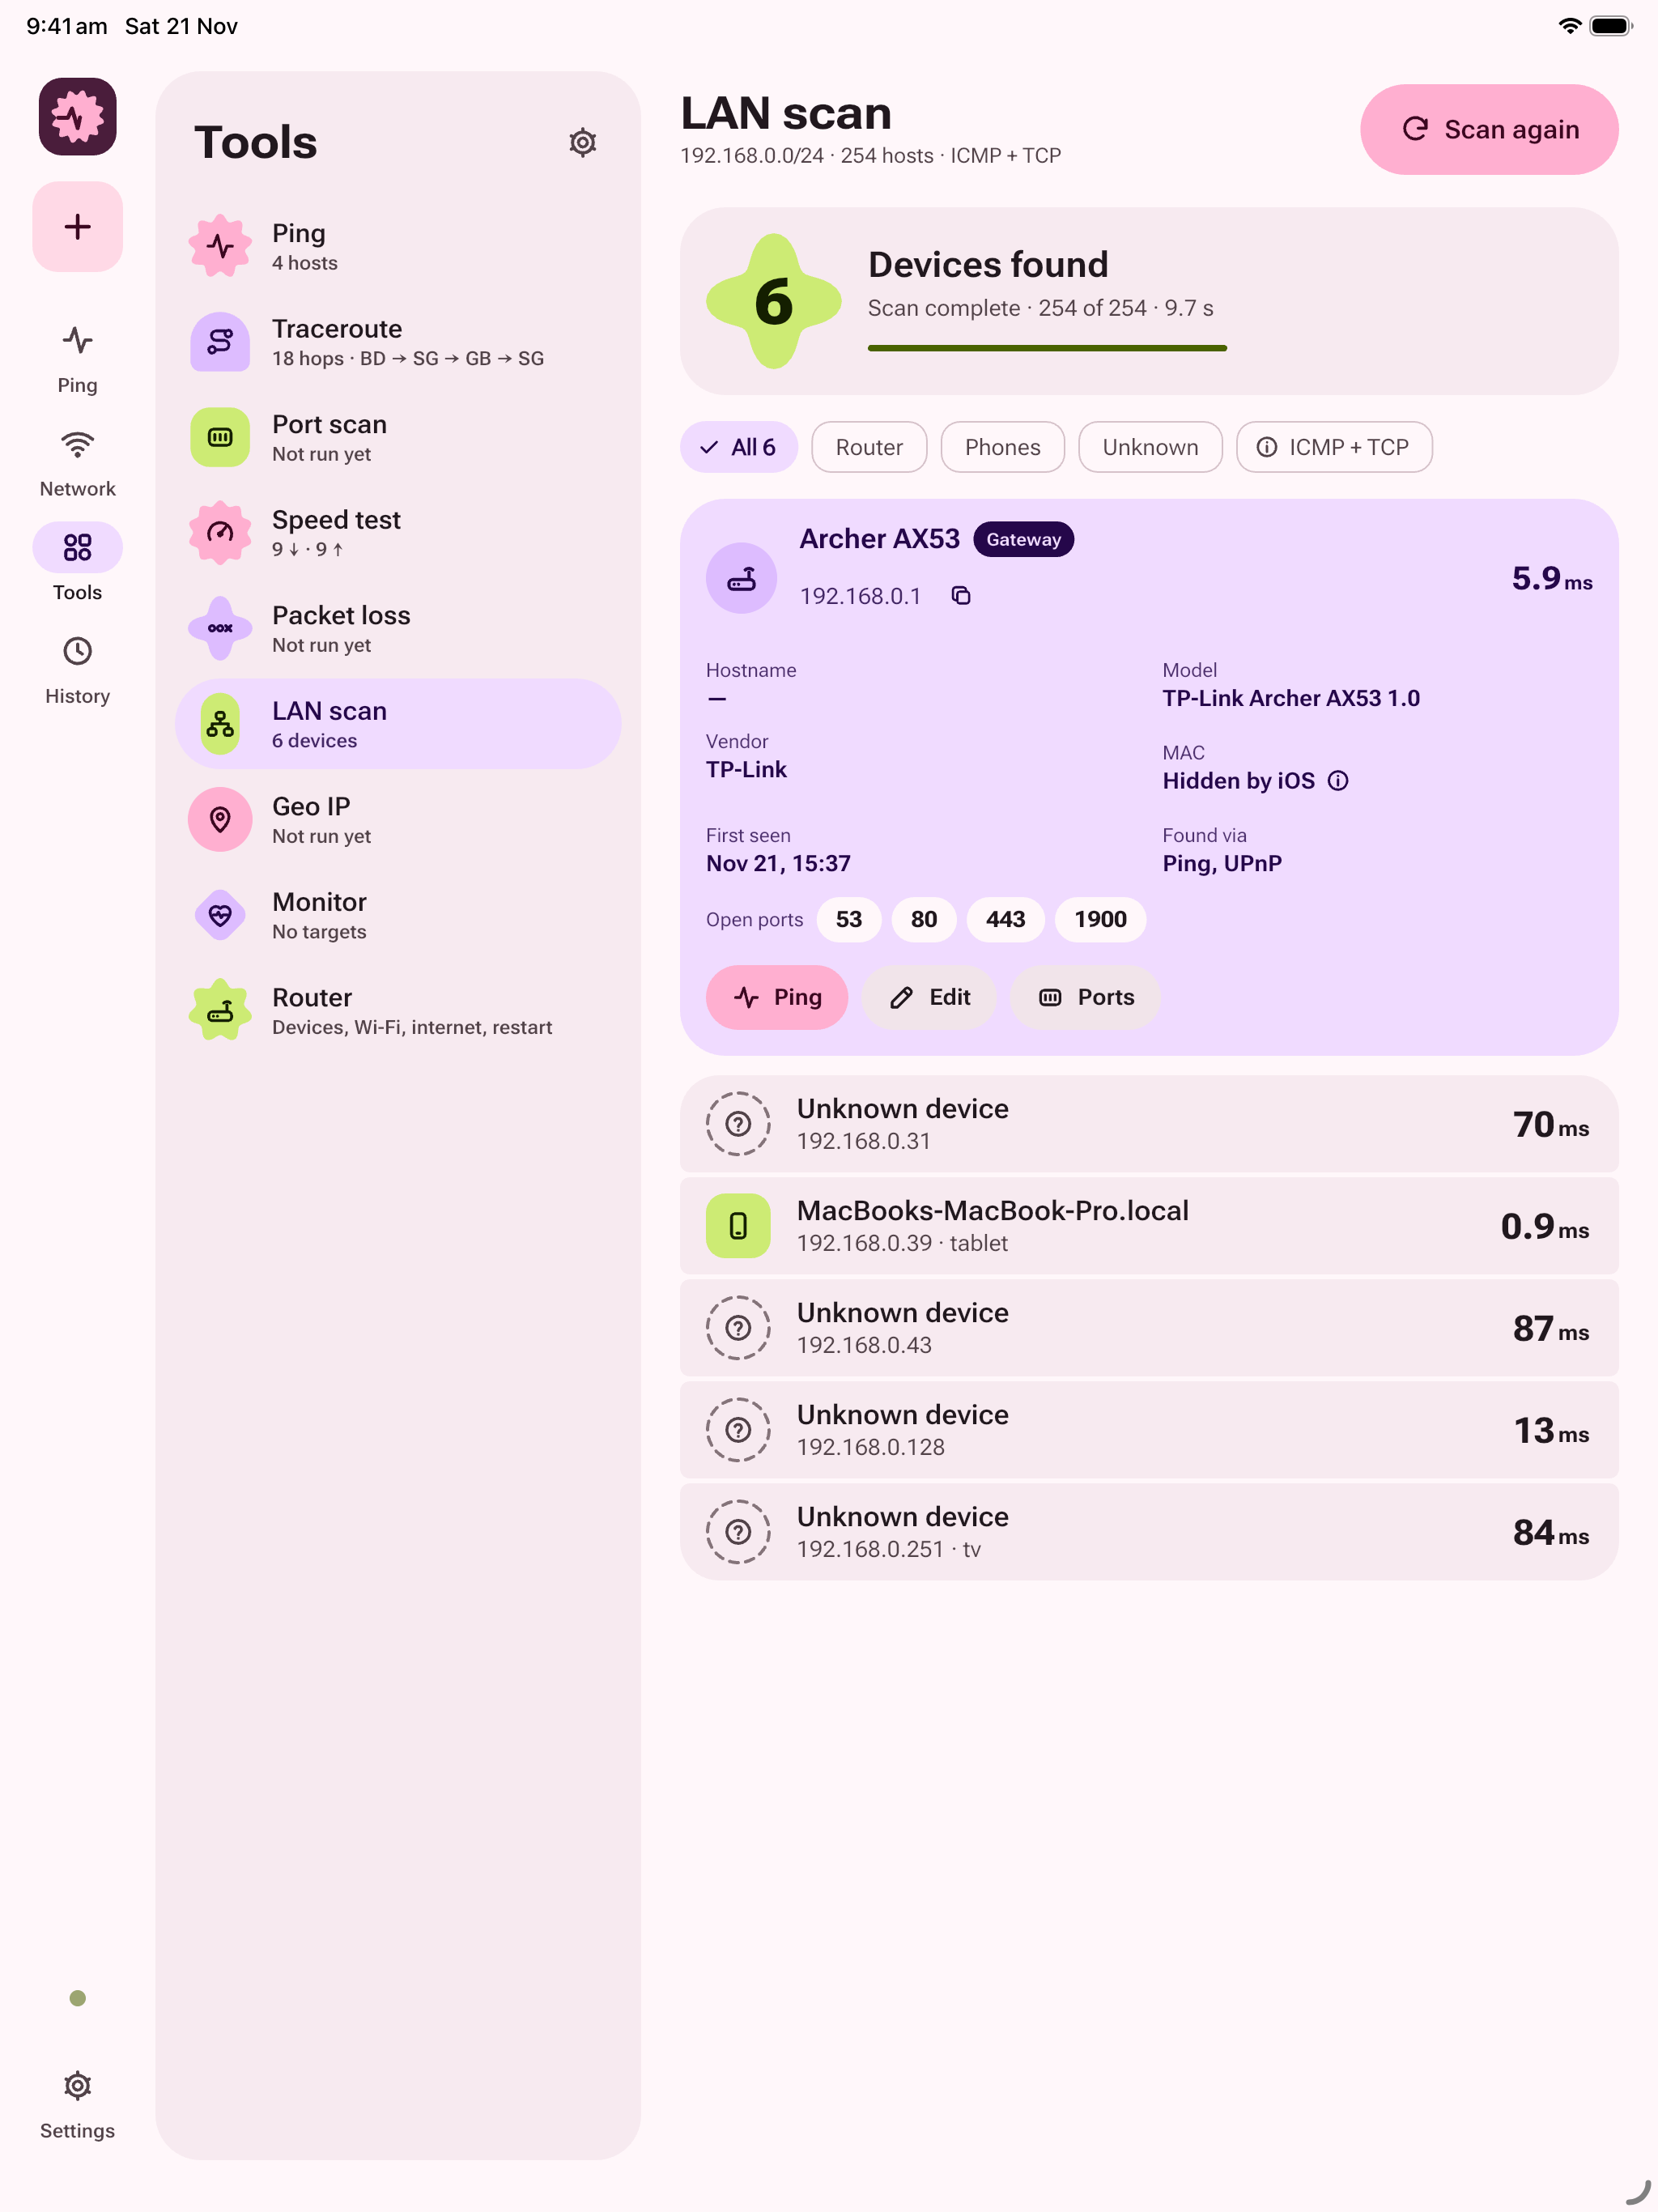 9:41 am Sat 21 Nov
Ping
Network
Tools
History
Settings
Tools
Ping
4 hosts
Traceroute
18 hops · BD → SG → GB → SG
Port scan
Not run yet
Speed test
9 ↓ · 9 ↑
Packet loss
Not run yet
LAN scan
6 devices
Geo IP
Not run yet
Monitor
No targets
Router
Devices, Wi-Fi, internet, restart
LAN scan
192.168.0.0/24 · 254 hosts · ICMP + TCP
Scan again
6
Devices found
Scan complete · 254 of 254 · 9.7 s
All 6 Router Phones Unknown ICMP + TCP
Archer AX53 Gateway
192.168.0.1
5.9 ms
Hostname
—
Model
TP-Link Archer AX53 1.0
Vendor
TP-Link
MAC
Hidden by iOS
First seen
Nov 21, 15:37
Found via
Ping, UPnP
Open ports 53 80 443 1900
Ping Edit Ports
Unknown device
192.168.0.31
70 ms
MacBooks-MacBook-Pro.local
192.168.0.39 · tablet
0.9 ms
Unknown device
192.168.0.43
87 ms
Unknown device
192.168.0.128
13 ms
Unknown device
192.168.0.251 · tv
84 ms